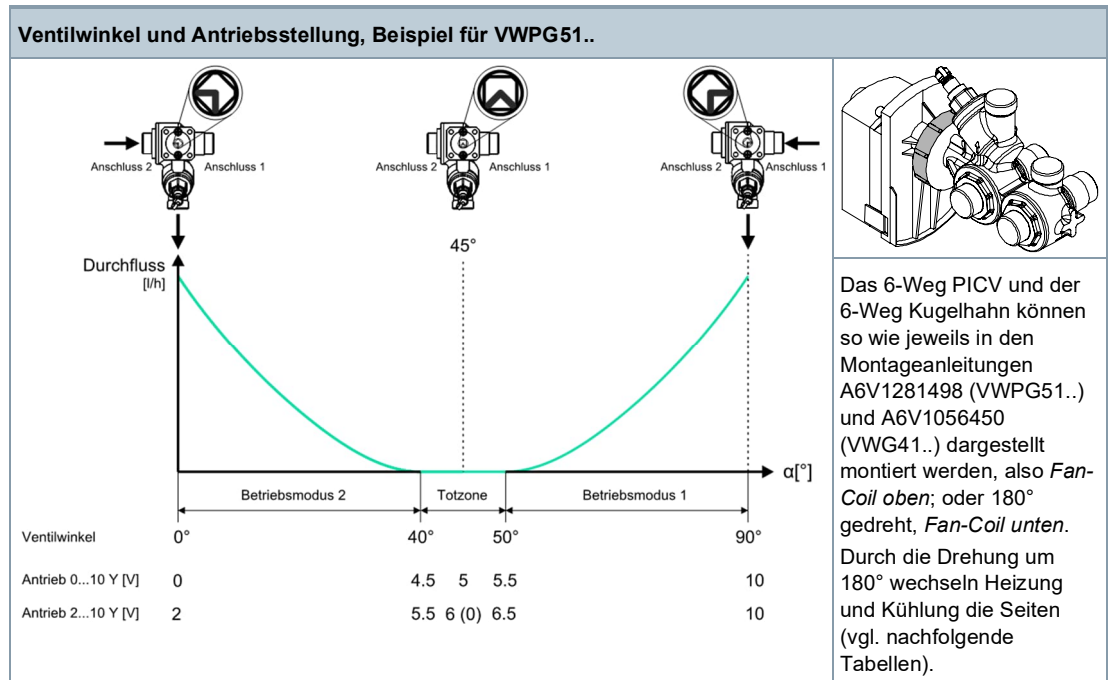 Ventilwinkel und Antriebsstellung, Beispiel für VWPG51..
Anschluss 2 Anschluss 1
Anschluss 2 Anschluss 1
Anschluss 2 Anschluss 1
45°
Durchfluss
[l/h]
α[°]
Betriebsmodus 2 Totzone Betriebsmodus 1
Ventilwinkel 0° 40° 50° 90°
Antrieb 0...10 Y [V] 0 4.5 5 5.5 10
Antrieb 2...10 Y [V] 2 5.5 6 (0) 6.5 10
Das 6-Weg PICV und der
6-Weg Kugelhahn können
so wie jeweils in den
Montageanleitungen
A6V1281498 (VWPG51..)
und A6V1056450
(VWG41..) dargestellt
montiert werden, also Fan-
Coil oben; oder 180°
gedreht, Fan-Coil unten.
Durch die Drehung um
180° wechseln Heizung
und Kühlung die Seiten
(vgl. nachfolgende
Tabellen).